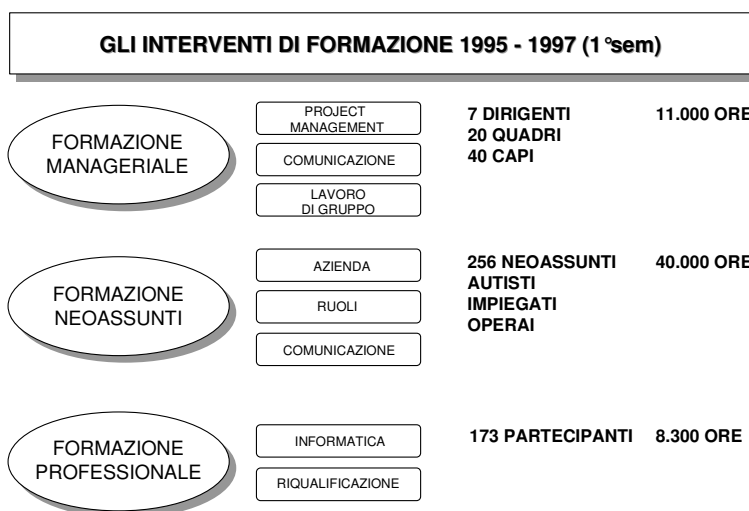 GLI INTERVENTI DI FORMAZIONE 1995 - 1997 (1°sem)
FORMAZIONE
MANAGERIALE
PROJECT
MANAGEMENT
COMUNICAZIONE
LAVORO
DI GRUPPO
7 DIRIGENTI
20 QUADRI
40 CAPI
11.000 ORE
FORMAZIONE
NEOASSUNTI
AZIENDA
RUOLI
COMUNICAZIONE
256 NEOASSUNTI
AUTISTI
IMPIEGATI
OPERAI
40.000 ORE
FORMAZIONE
PROFESSIONALE
INFORMATICA
RIQUALIFICAZIONE
173 PARTECIPANTI
8.300 ORE